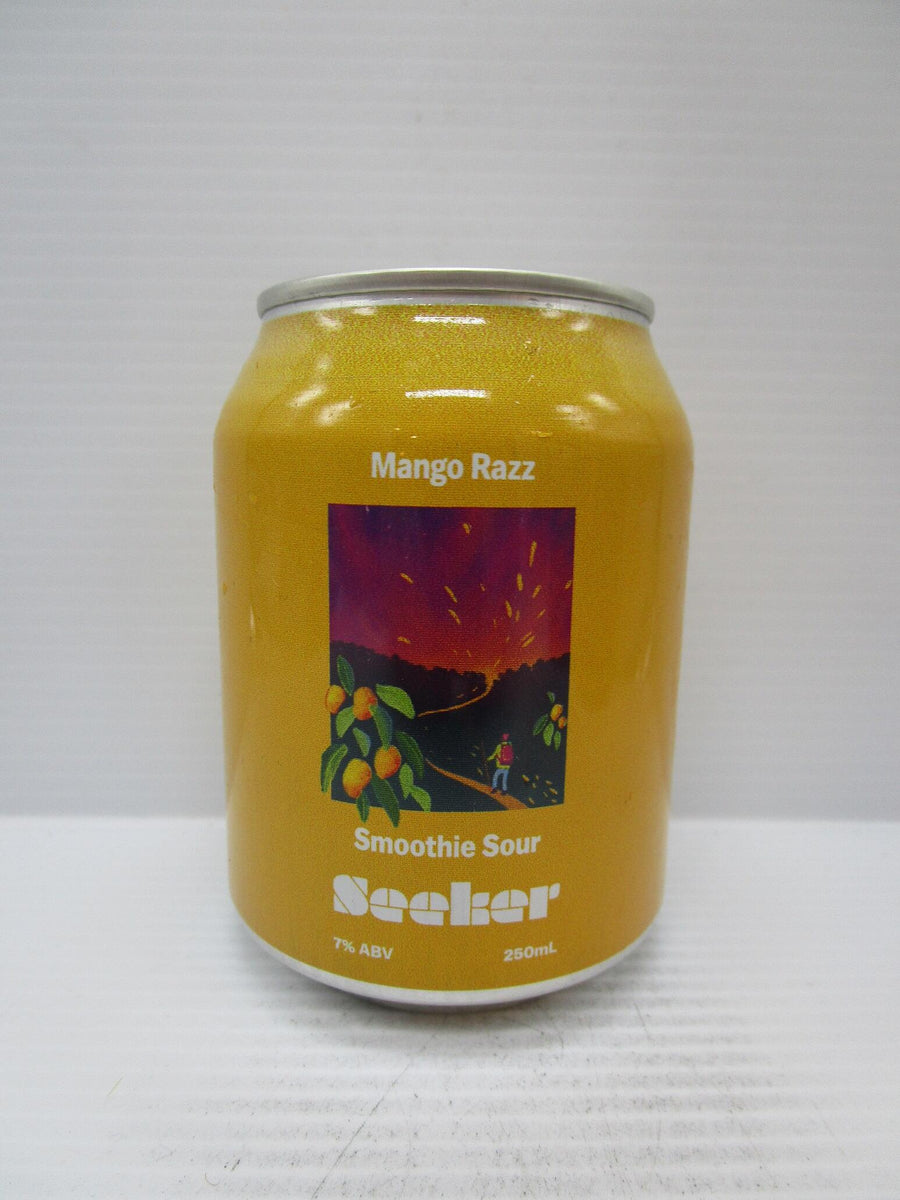 Mango Razz
Smoothie Sour
Seeker
7% ABV 250mL